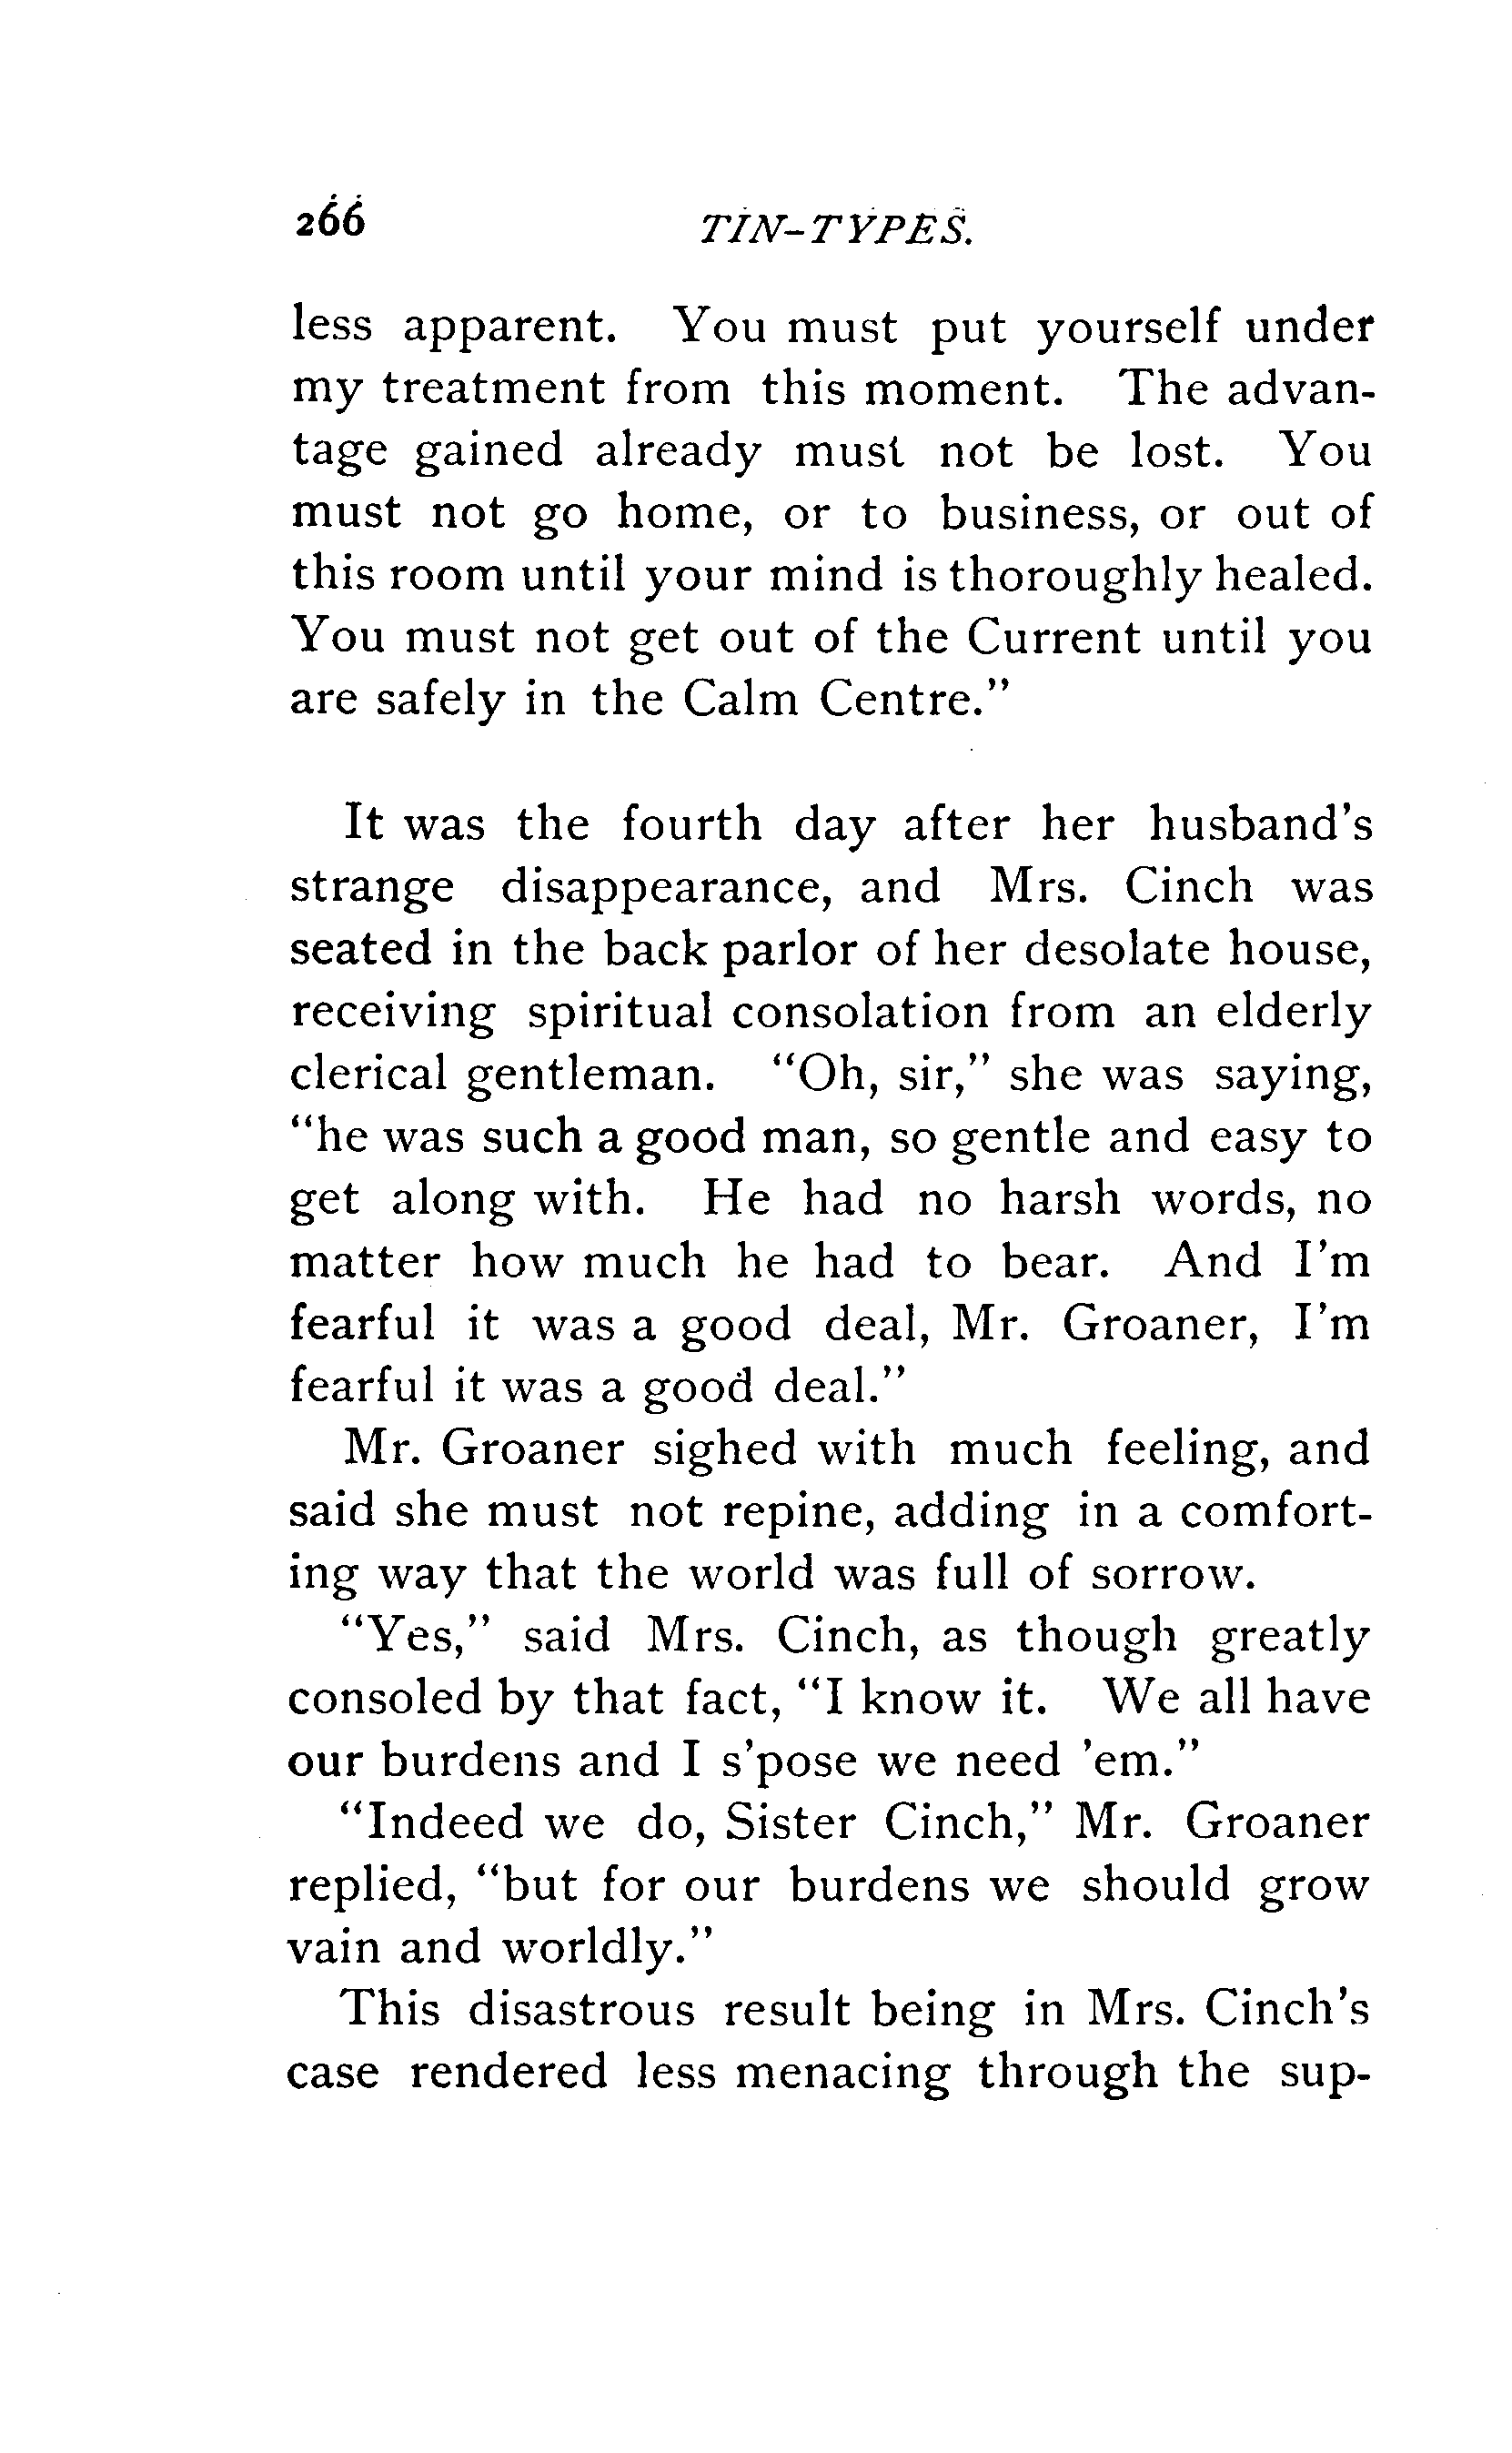 266 TIN-TYPES.
less apparent. You must put yourself under
my treatment from this moment. The advan-
tage gained already must not be lost. You
must not go home, or to business, or out of
this room until your mind is thoroughly healed.
You must not get out of the Current until you
are safely in the Calm Centre."
It was the fourth day after her husband's
strange disappearance, and Mrs. Cinch was
seated in the back parlor of her desolate house,
receiving spiritual consolation from an elderly
clerical gentleman. "Oh, sir," she was saying,
"he was such a good man, so gentle and easy to
get along with. He had no harsh words, no
matter how much he had to bear. And I'm
fearful it was a good deal, Mr. Groaner, I'm
fearful it was a good deal."
Mr. Groaner sighed with much feeling, and
said she must not repine, adding in a comfort-
ing way that the world was full of sorrow.
"Yes," said Mrs. Cinch, as though greatly
consoled by that fact, "I know it. We all have
our burdens and I s'pose we need 'em."
"Indeed we do, Sister Cinch," Mr. Groaner
replied, "but for our burdens we should grow
vain and worldly."
This disastrous result being in Mrs. Cinch's
case rendered less menacing through the sup-